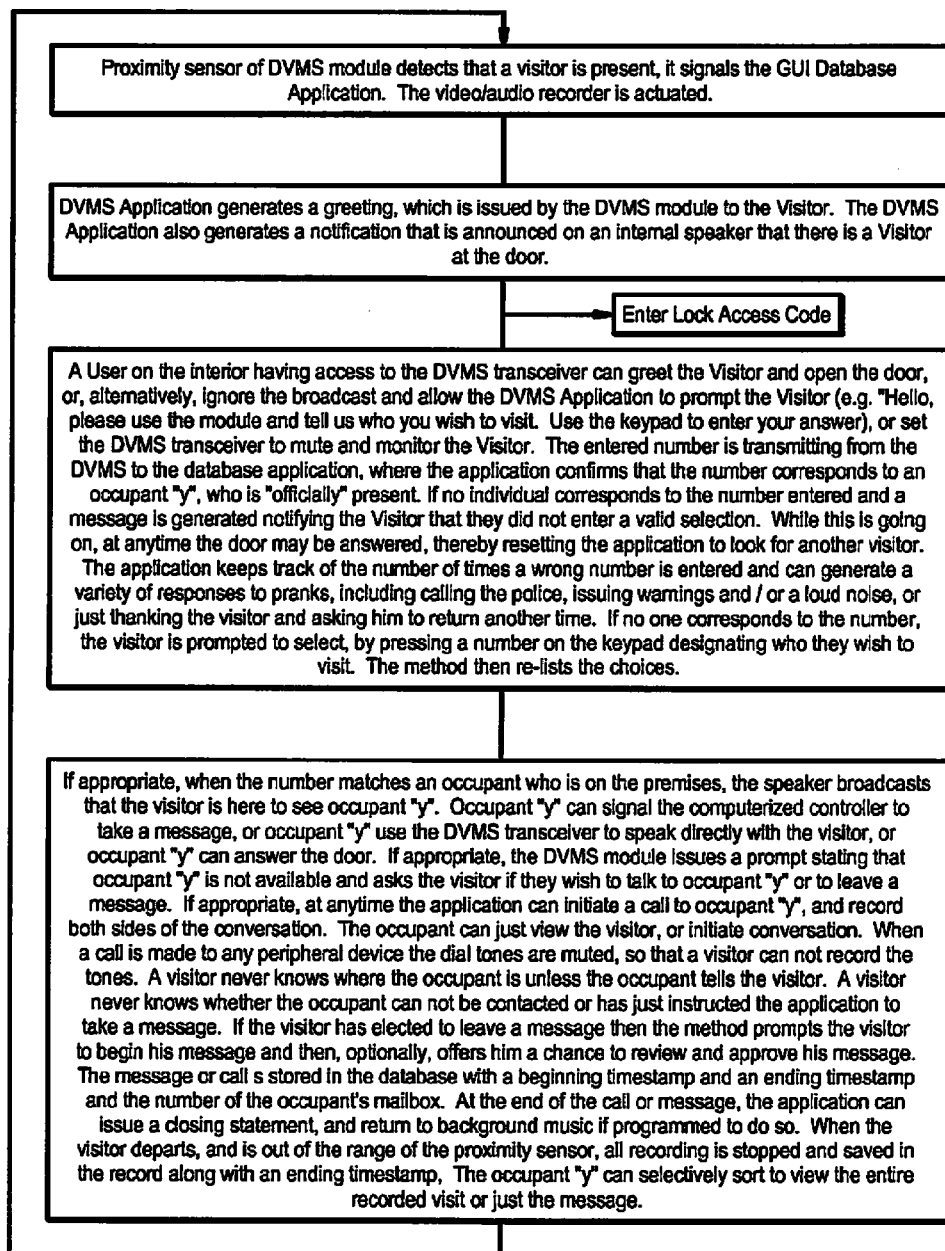 Proximity sensor of DVMS module detects that a visitor is present, it signals the GUI Database
Application. The video/audio recorder is actuated.
DVMS Application generates a greeting, which is issued by the DVMS module to the Visitor. The DVMS
Application also generates a notification that is announced on an internal speaker that there is a Visitor
at the door.
Enter Lock Access Code
A User on the interior having access to the DVMS transceiver can greet the Visitor and open the door,
or, alternatively, ignore the broadcast and allow the DVMS Application to prompt the Visitor (e.g. "Hello,
please use the module and tell us who you wish to visit. Use the keypad to enter your answer), or set
the DVMS transceiver to mute and monitor the Visitor. The entered number is transmitting from the
DVMS to the database application, where the application confirms that the number corresponds to an
occupant "y", who is "officially" present. If no individual corresponds to the number entered and a
message is generated notifying the Visitor that they did not enter a valid selection. While this is going
on, at anytime the door may be answered, thereby resetting the application to look for another visitor.
The application keeps track of the number of times a wrong number is entered and can generate a
variety of responses to pranks, including calling the police, issuing warnings and / or a loud noise, or
just thanking the visitor and asking him to return another time. If no one corresponds to the number,
the visitor is prompted to select, by pressing a number on the keypad designating who they wish to
visit. The method then re-lists the choices.
If appropriate, when the number matches an occupant who is on the premises, the speaker broadcasts
that the visitor is here to see occupant "y". Occupant "y" can signal the computerized controller to
take a message, or occupant "y" use the DVMS transceiver to speak directly with the visitor, or
occupant "y" can answer the door. If appropriate, the DVMS module issues a prompt stating that
occupant "y" is not available and asks the visitor if they wish to talk to occupant "y" or to leave a
message. If appropriate, at anytime the application can initiate a call to occupant "y", and record
both sides of the conversation. The occupant can just view the visitor, or initiate conversation. When
a call is made to any peripheral device the dial tones are muted, so that a visitor can not record the
tones. A visitor never knows where the occupant is unless the occupant tells the visitor. A visitor
never knows whether the occupant can not be contacted or has just instructed the application to
take a message. If the visitor has elected to leave a message then the method prompts the visitor
to begin his message and then, optionally, offers him a chance to review and approve his message.
The message or call s stored in the database with a beginning timestamp and an ending timestamp
and the number of the occupant's mailbox. At the end of the call or message, the application can
issue a closing statement, and return to background music if programmed to do so. When the
visitor departs, and is out of the range of the proximity sensor, all recording is stopped and saved in
the record along with an ending timestamp, The occupant "y" can selectively sort to view the entire
recorded visit or just the message.